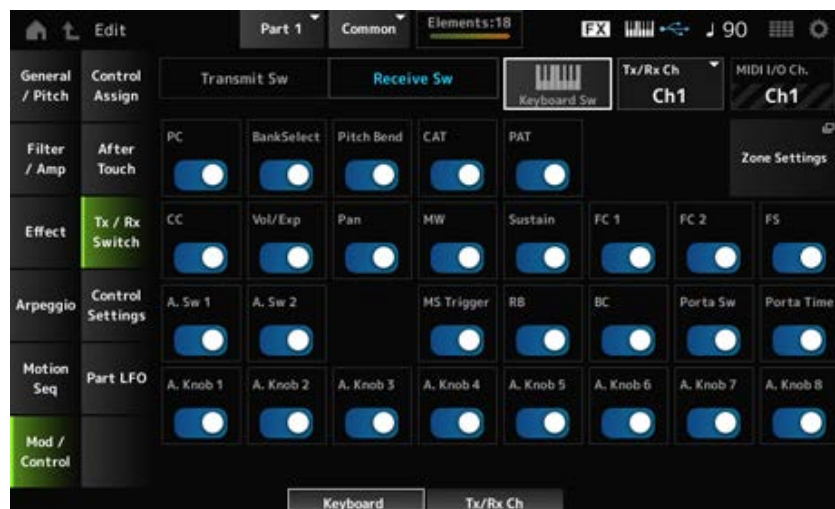 Edit
Part 1
Common
Elements:18
FX
♩ 90
General / Pitch
Control Assign
Transmit Sw
Receive Sw
Keyboard Sw
Tx/Rx Ch
Ch1
MIDI I/O Ch.
Ch1
Filter / Amp
After Touch
PC
BankSelect
Pitch Bend
CAT
PAT
Zone Settings
Effect
Tx / Rx Switch
CC
Vol/Exp
Pan
MW
Sustain
FC 1
FC 2
FS
Arpeggio
Control Settings
A. Sw 1
A. Sw 2
MS Trigger
RB
BC
Porta Sw
Porta Time
Motion Seq
Part LFO
A. Knob 1
A. Knob 2
A. Knob 3
A. Knob 4
A. Knob 5
A. Knob 6
A. Knob 7
A. Knob 8
Mod / Control
Keyboard
Tx/Rx Ch